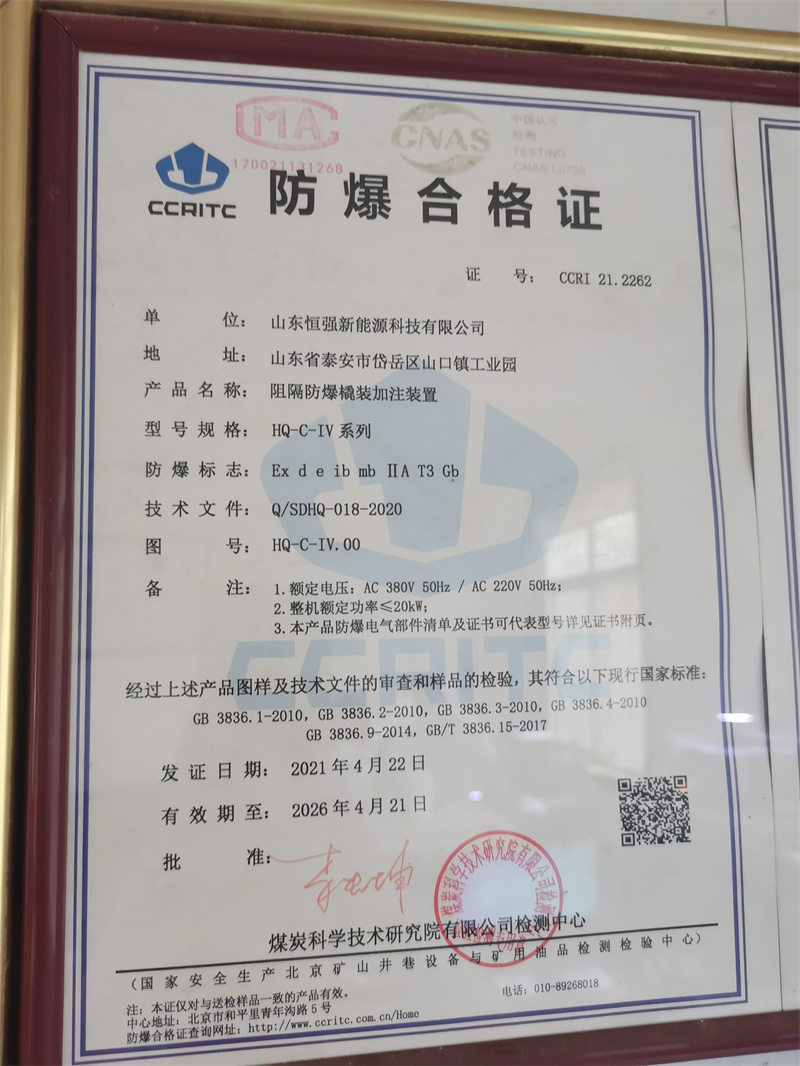 MA
170021131268
CNAS
中国认可
检测
TESTING
CNAS L0739
CCRITC
防爆合格证
证 号： CCRI 21.2262
单 位： 山东恒强新能源科技有限公司
地 址： 山东省泰安市岱岳区山口镇工业园
产品名称： 阻隔防爆橇装加注装置
型号规格： HQ-C-IV 系列
防爆标志： Ex d e ib mb ⅡA T3 Gb
技术文件： Q/SDHQ-018-2020
图 号： HQ-C-IV.00
备 注： 1.额定电压：AC 380V 50Hz / AC 220V 50Hz；
2.整机额定功率≤20kW；
3.本产品防爆电气部件清单及证书可代表型号详见证书附页。
CCRITC
经过上述产品图样及技术文件的审查和样品的检验，其符合以下现行国家标准：
GB 3836.1-2010，GB 3836.2-2010，GB 3836.3-2010，GB 3836.4-2010
GB 3836.9-2014，GB/T 3836.15-2017
发证日期： 2021 年 4 月 22 日
有效期至： 2026 年 4 月 21 日
批 准：
煤炭科学技术研究院有限公司检测中心
（国家安全生产北京矿山井巷设备与矿用油品检测检验中心）
注：本证仅对与送检样品一致的产品有效。
电话：010-89268018
中心地址：北京市和平里青年沟路 5 号
防爆合格证查询网址：http://www.ccritc.com.cn/Home